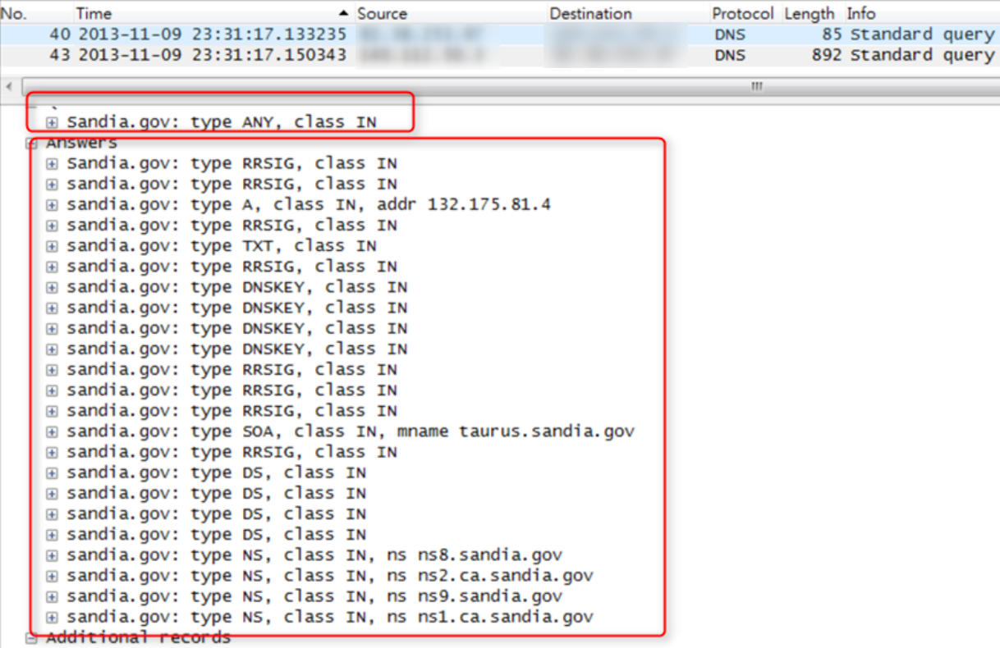 No. Time Source Destination Protocol Length Info
40 2013-11-09 23:31:17.133235 DNS 85 Standard query
43 2013-11-09 23:31:17.150343 DNS 892 Standard query
Sandia.gov: type ANY, class IN
Answers
Sandia.gov: type RRSIG, class IN
sandia.gov: type RRSIG, class IN
sandia.gov: type A, class IN, addr 132.175.81.4
sandia.gov: type RRSIG, class IN
sandia.gov: type TXT, class IN
sandia.gov: type RRSIG, class IN
sandia.gov: type DNSKEY, class IN
sandia.gov: type DNSKEY, class IN
sandia.gov: type DNSKEY, class IN
sandia.gov: type DNSKEY, class IN
sandia.gov: type RRSIG, class IN
sandia.gov: type RRSIG, class IN
sandia.gov: type RRSIG, class IN
sandia.gov: type SOA, class IN, mname taurus.sandia.gov
sandia.gov: type RRSIG, class IN
sandia.gov: type DS, class IN
sandia.gov: type DS, class IN
sandia.gov: type DS, class IN
sandia.gov: type DS, class IN
sandia.gov: type NS, class IN, ns ns8.sandia.gov
sandia.gov: type NS, class IN, ns ns2.ca.sandia.gov
sandia.gov: type NS, class IN, ns ns9.sandia.gov
sandia.gov: type NS, class IN, ns ns1.ca.sandia.gov
Additional records